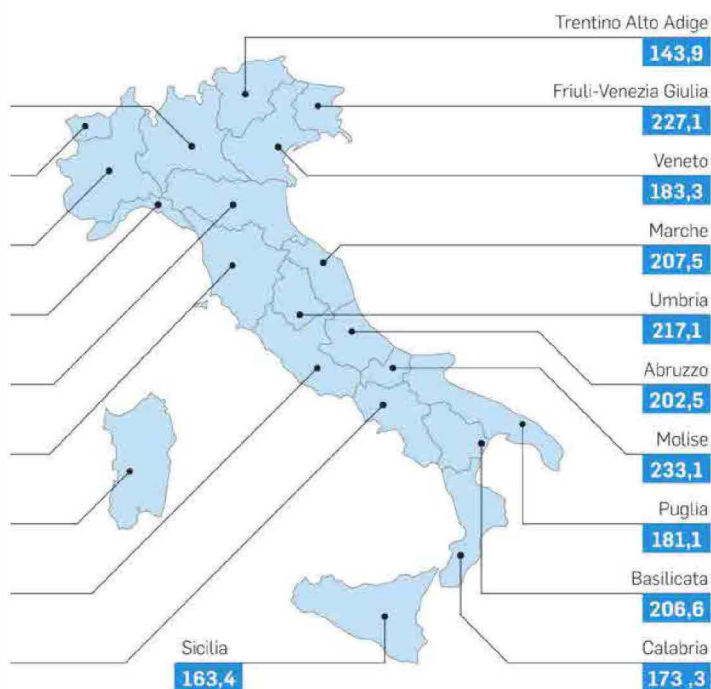 Trentino Alto Adige
143,9
Friuli-Venezia Giulia
227,1
Veneto
183,3
Marche
207,5
Umbria
217,1
Abruzzo
202,5
Molise
233,1
Puglia
181,1
Basilicata
206,6
Sicilia
163,4
Calabria
173 ,3